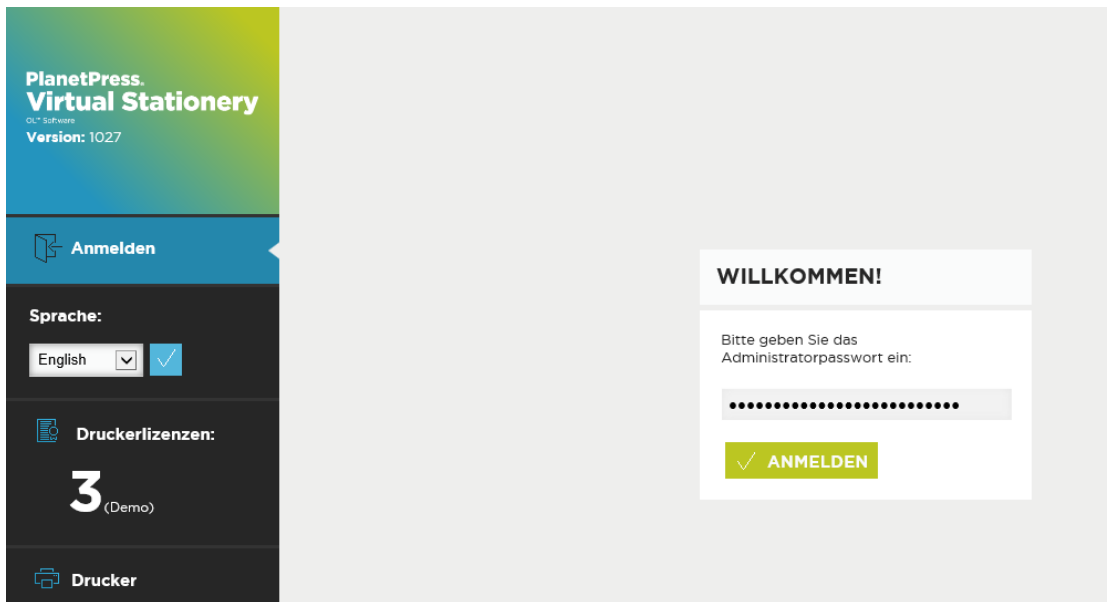 PlanetPress.
Virtual Stationery
OL™ Software
Version: 1027
Anmelden
Sprache:
English
Druckerlizenzen:
3 (Demo)
Drucker
WILLKOMMEN!
Bitte geben Sie das
Administratorpasswort ein:
ANMELDEN